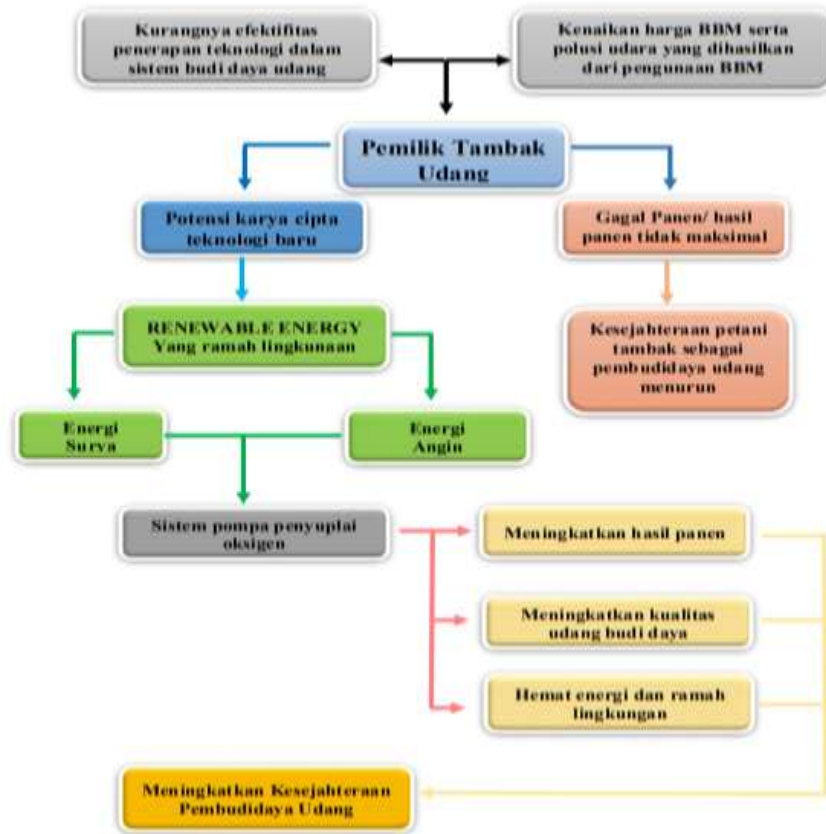 Kurangnya efektifitas
penerapan teknologi dalam
sistem budi daya udang
Kenaikan harga BBM serta
polusi udara yang dihasilkan
dari pengunaan BBM
Pemilik Tambak
Udang
Potensi karya cipta
teknologi baru
Gagal Panen/ hasil
panen tidak maksimal
RENEWABLE ENERGY
Yang ramah lingkunaan
Kesejahteraan petani
tambak sebagai
pembudidaya udang
menurun
Energi
Surya
Energi
Angin
Sistem pompa penyuplai
oksigen
Meningkatkan hasil panen
Meningkatkan kualitas
udang budi daya
Hemat energi dan ramah
lingkungan
Meningkatkan Kesejahteraan
Pembudidaya Udang